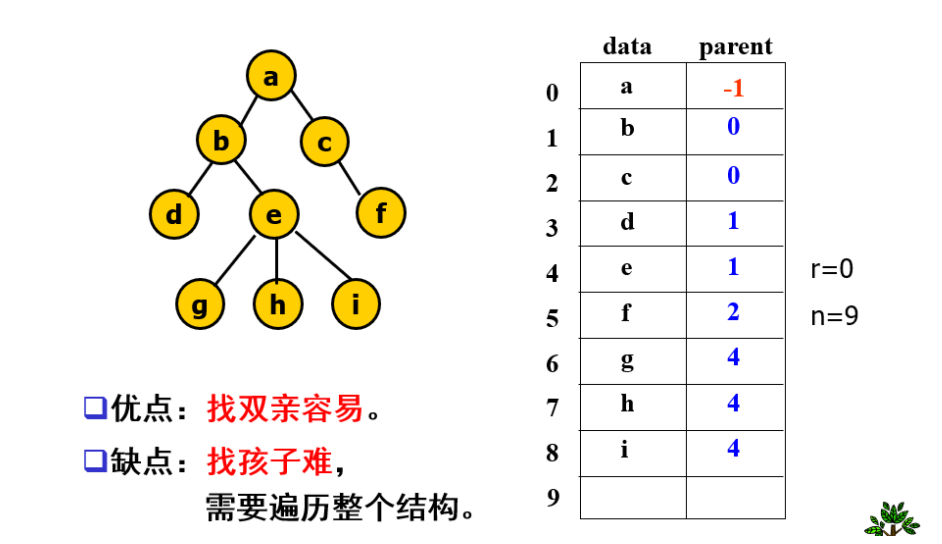 a
b
c
d
e
f
g
h
i
data parent
0 a -1
1 b 0
2 c 0
3 d 1
4 e 1
5 f 2
6 g 4
7 h 4
8 i 4
9
r=0
n=9
优点：找双亲容易。
缺点：找孩子难，
需要遍历整个结构。